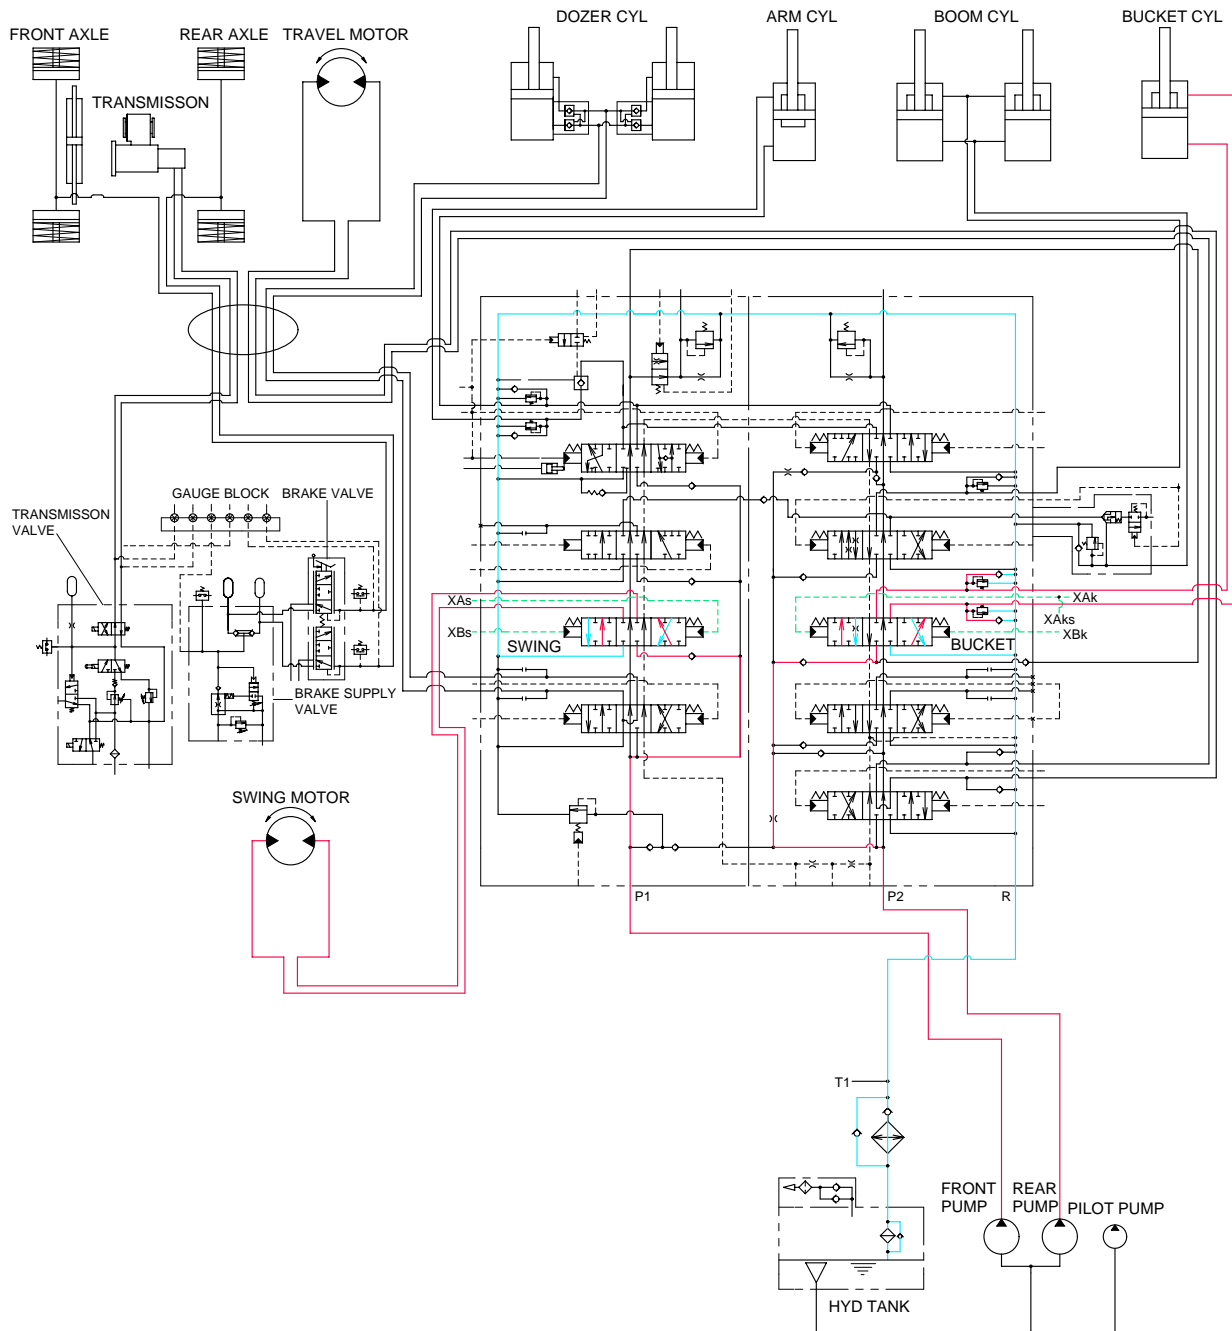 DOZER CYL
ARM CYL
BOOM CYL
BUCKET CYL
FRONT AXLE
REAR AXLE
TRAVEL MOTOR
TRANSMISSON
GAUGE BLOCK
BRAKE VALVE
TRANSMISSON
VALVE
XAs
XBs
SWING
XAk
XAks
XBk
BUCKET
BRAKE SUPPLY
VALVE
SWING MOTOR
P1
P2
R
T1
FRONT
PUMP
REAR
PUMP
PILOT PUMP
HYD TANK